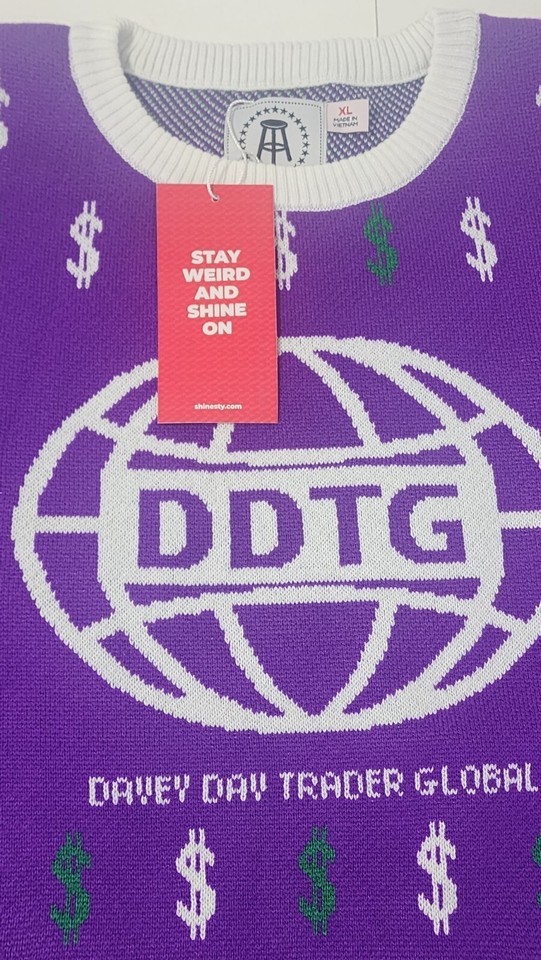 XL
MADE IN
VIETNAM
$ $ $ $
STAY
WEIRD
AND
SHINE
ON
shinesty.com
DDTG
DAVEY DAY TRADER GLOBAL
$ $ $ $